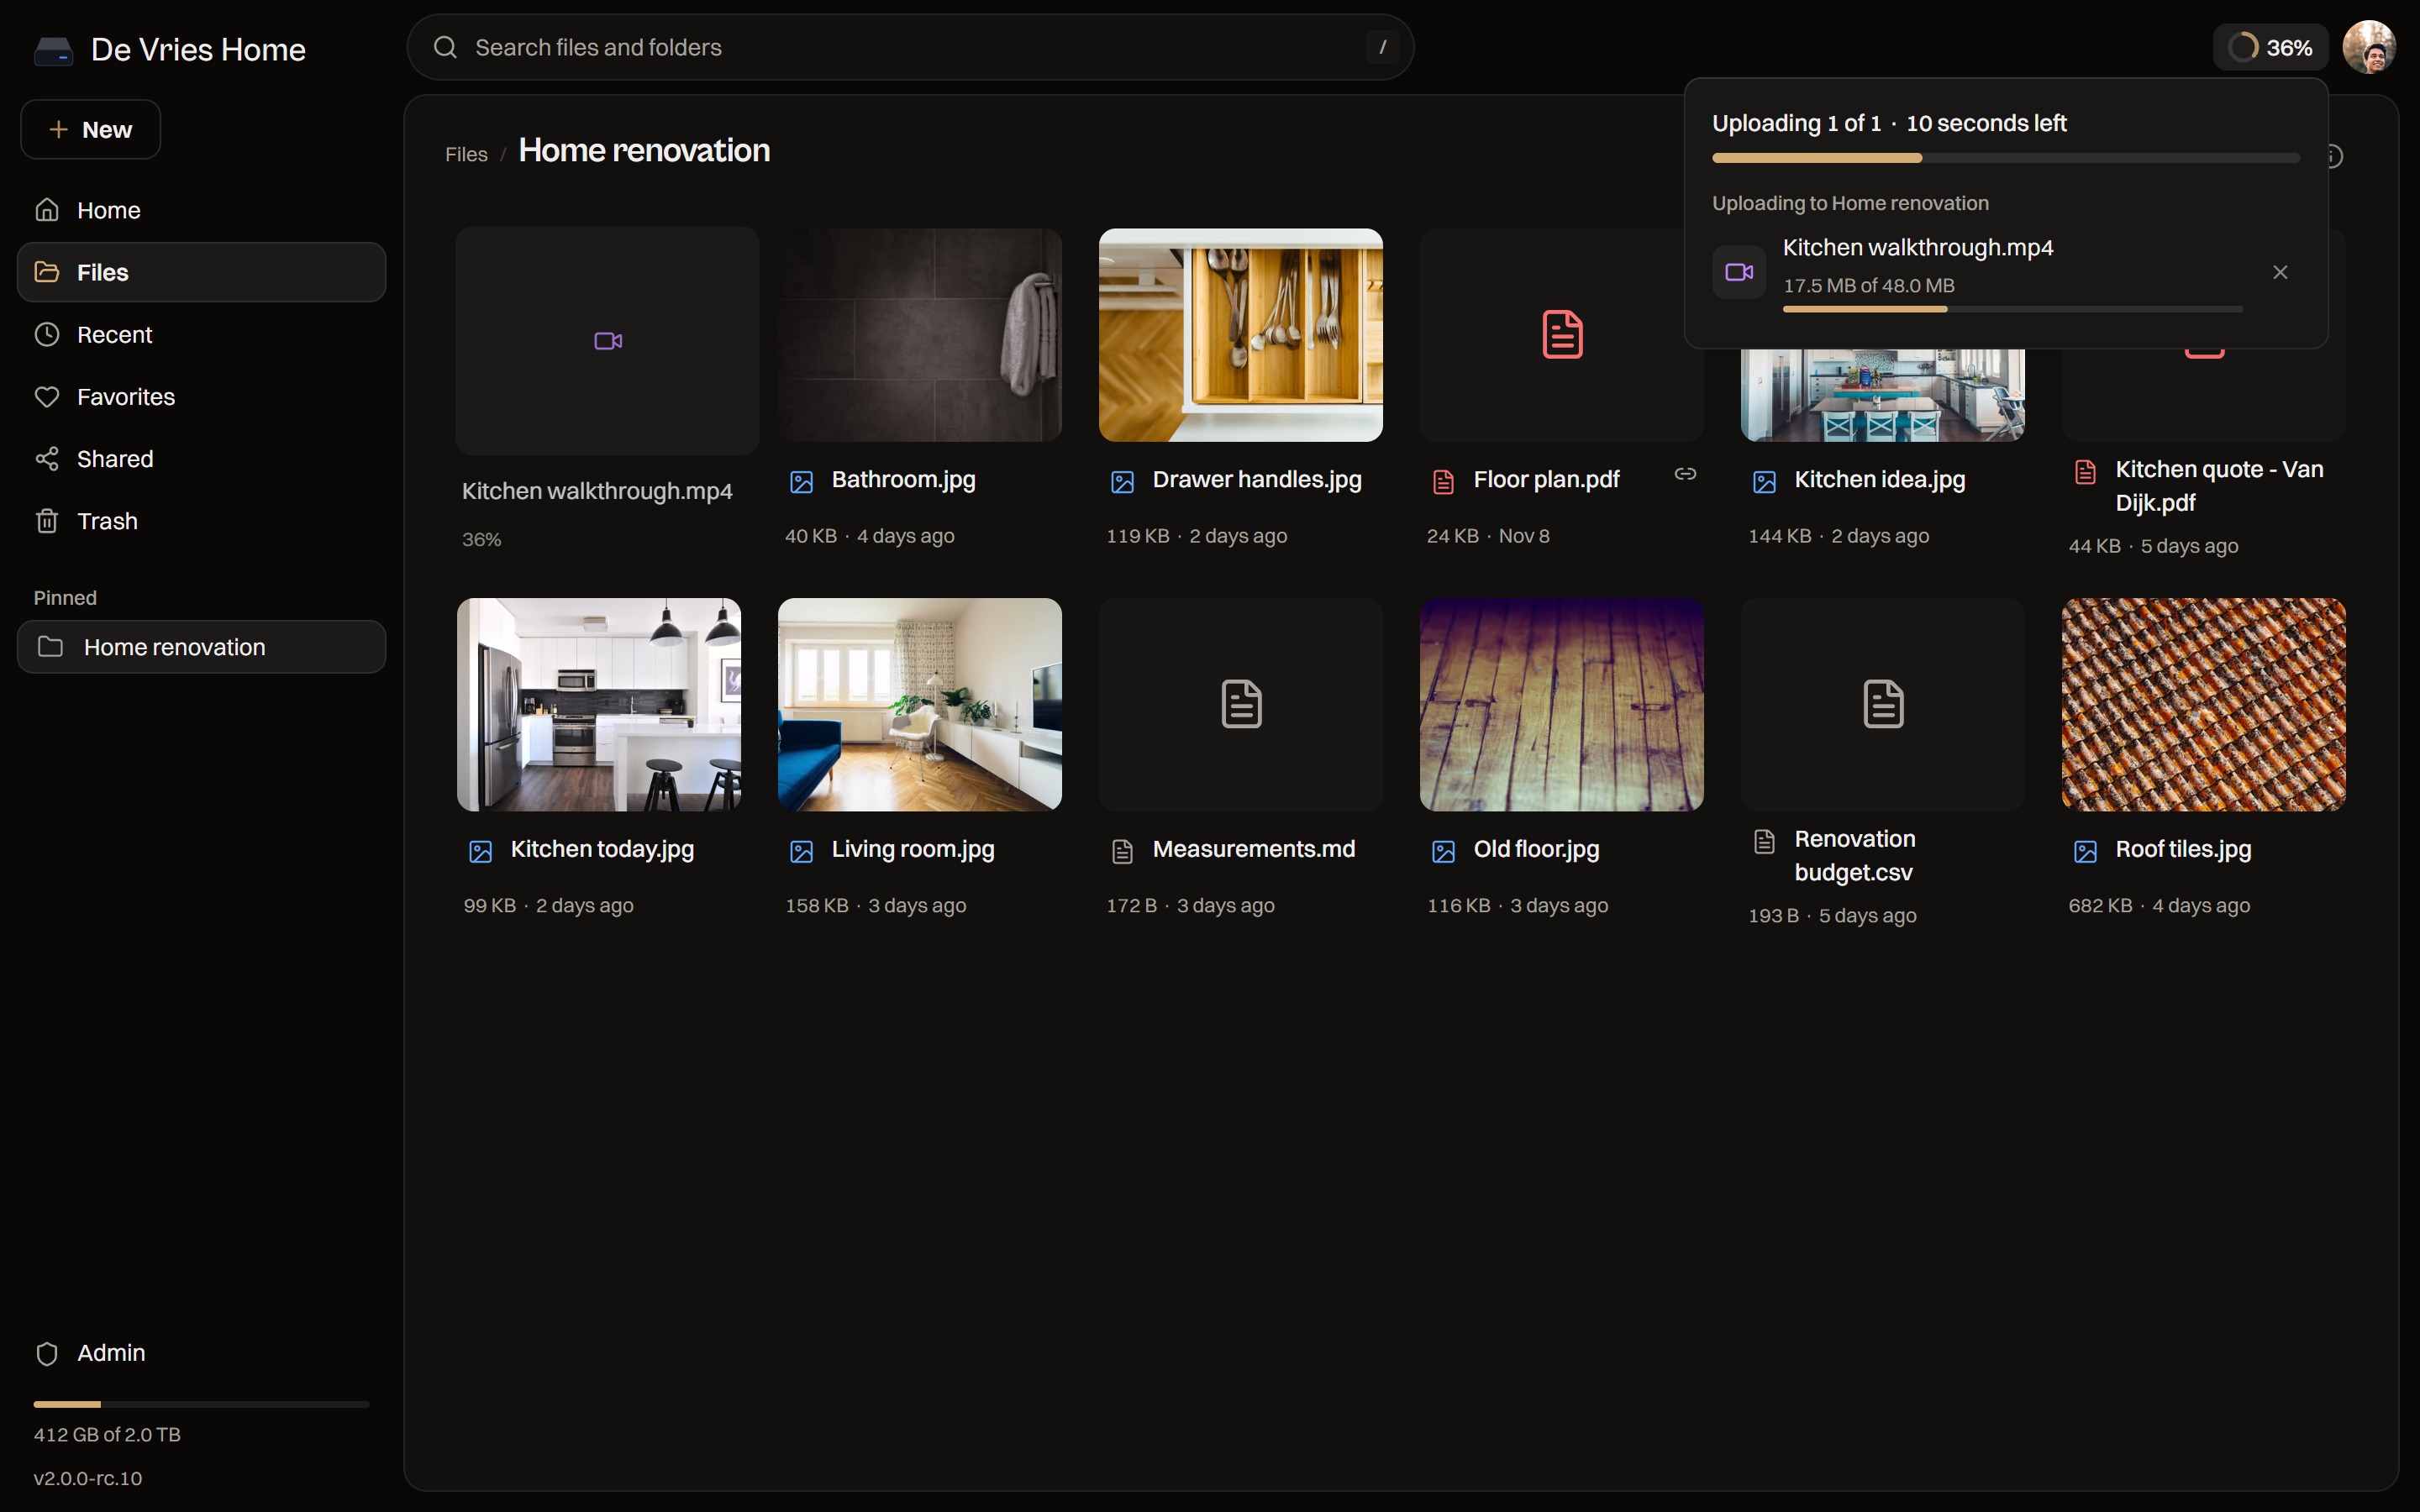 De Vries Home
Search files and folders
/
36%
New
Home
Files
Recent
Favorites
Shared
Trash
Pinned
Home renovation
Admin
412 GB of 2.0 TB
v2.0.0-rc.10
Files / Home renovation
Uploading 1 of 1 · 10 seconds left
Uploading to Home renovation
Kitchen walkthrough.mp4
17.5 MB of 48.0 MB
Kitchen walkthrough.mp4
36%
Bathroom.jpg
40 KB · 4 days ago
Drawer handles.jpg
119 KB · 2 days ago
Floor plan.pdf
24 KB · Nov 8
Kitchen idea.jpg
144 KB · 2 days ago
Kitchen quote - Van
Dijk.pdf
44 KB · 5 days ago
Kitchen today.jpg
99 KB · 2 days ago
Living room.jpg
158 KB · 3 days ago
Measurements.md
172 B · 3 days ago
Old floor.jpg
116 KB · 3 days ago
Renovation
budget.csv
193 B · 5 days ago
Roof tiles.jpg
682 KB · 4 days ago